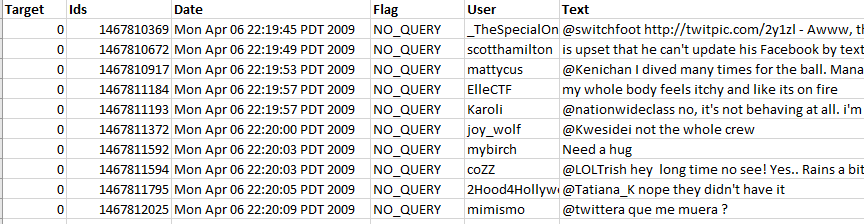 Target Ids Date Flag User Text
0 1467810369 Mon Apr 06 22:19:45 PDT 2009 NO_QUERY _TheSpecialOn @switchfoot http://twitpic.com/2y1zl - Awww, th
0 1467810672 Mon Apr 06 22:19:49 PDT 2009 NO_QUERY scotthamilton is upset that he can't update his Facebook by text
0 1467810917 Mon Apr 06 22:19:53 PDT 2009 NO_QUERY mattycus @Kenichan I dived many times for the ball. Mana
0 1467811184 Mon Apr 06 22:19:57 PDT 2009 NO_QUERY ElleCTF my whole body feels itchy and like its on fire
0 1467811193 Mon Apr 06 22:19:57 PDT 2009 NO_QUERY Karoli @nationwideclass no, it's not behaving at all. i'm
0 1467811372 Mon Apr 06 22:20:00 PDT 2009 NO_QUERY joy_wolf @Kwesidei not the whole crew
0 1467811592 Mon Apr 06 22:20:03 PDT 2009 NO_QUERY mybirch Need a hug
0 1467811594 Mon Apr 06 22:20:03 PDT 2009 NO_QUERY coZZ @LOLTrish hey long time no see! Yes.. Rains a bit
0 1467811795 Mon Apr 06 22:20:05 PDT 2009 NO_QUERY 2Hood4Hollyw @Tatiana_K nope they didn't have it
0 1467812025 Mon Apr 06 22:20:09 PDT 2009 NO_QUERY mimismo @twittera que me muera ?